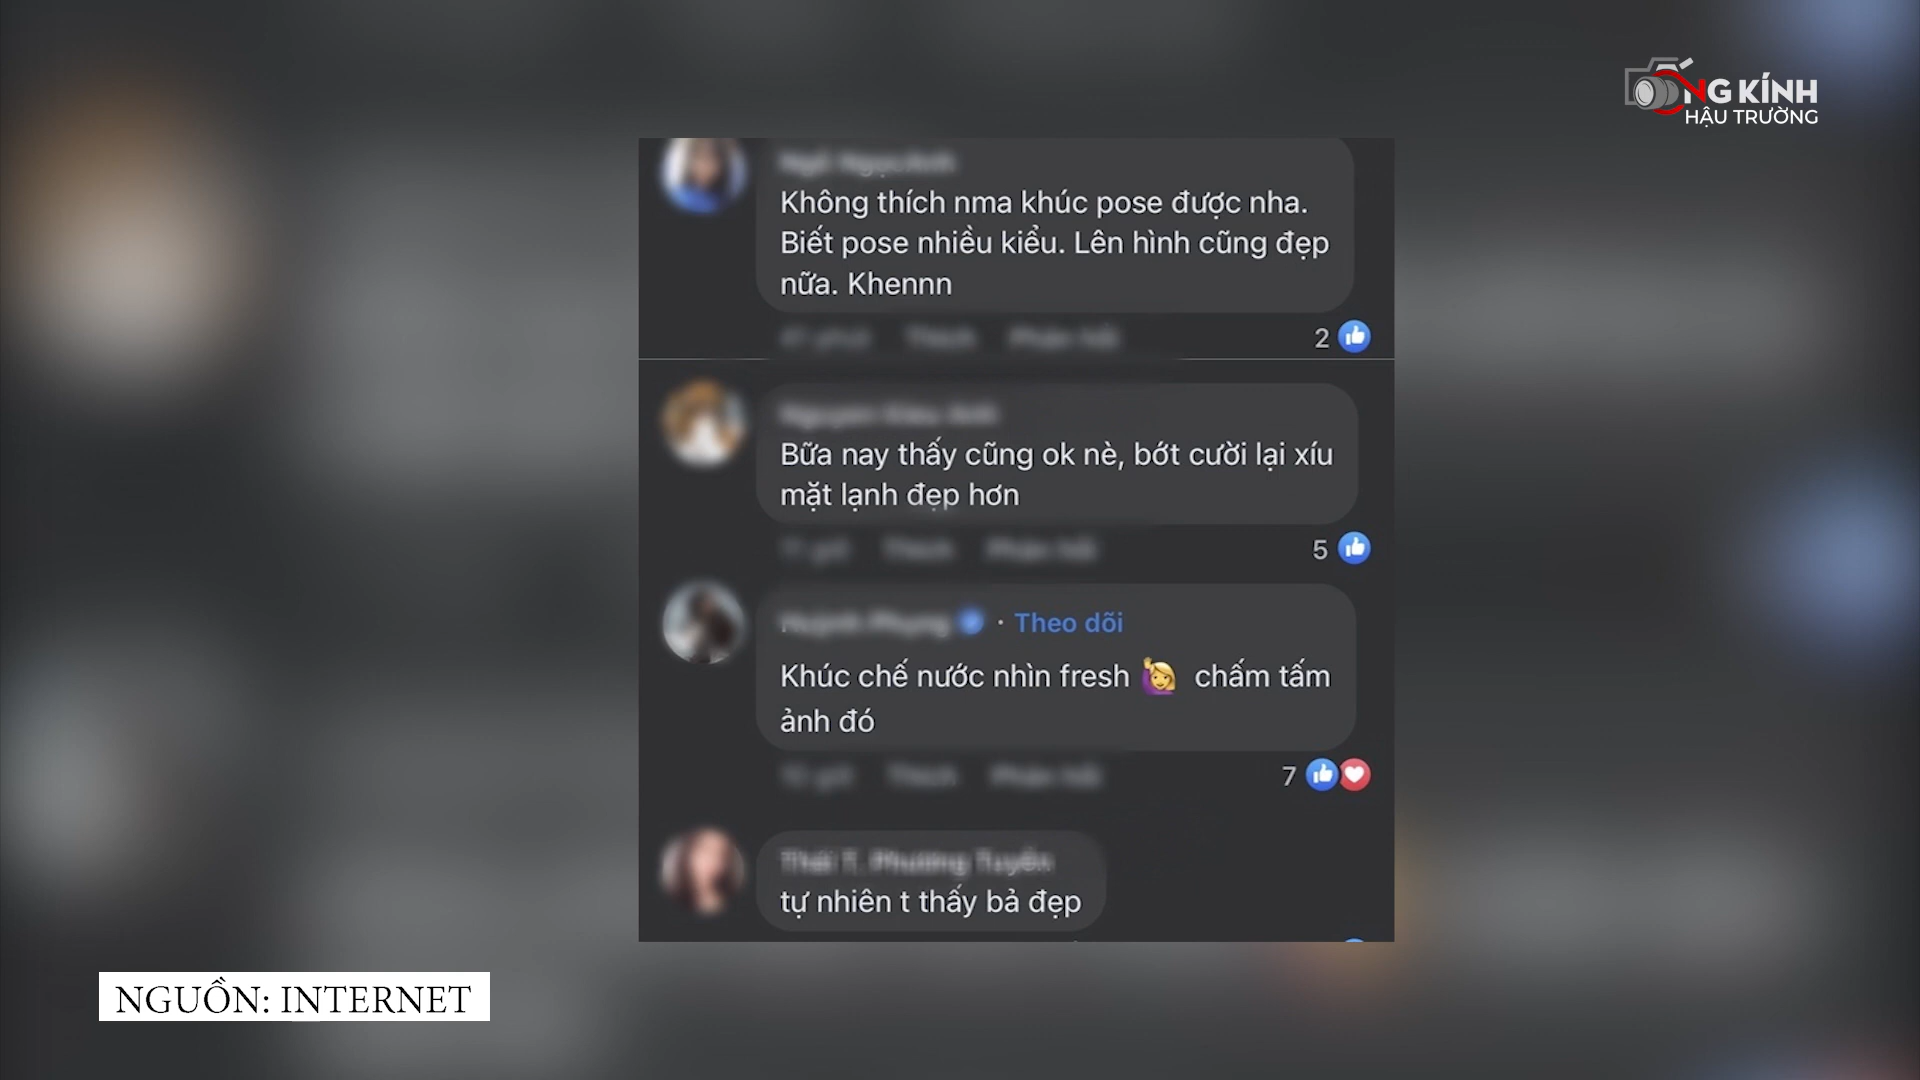 NG KÍNH
HẬU TRƯỜNG
Không thích nma khúc pose được nha.
Biết pose nhiều kiểu. Lên hình cũng đẹp
nữa. Khennn
2
Bữa nay thấy cũng ok nè, bớt cười lại xíu
mặt lạnh đẹp hơn
5
· Theo dõi
Khúc chế nước nhìn fresh 🙋‍♀️ chấm tấm
ảnh đó
7
tự nhiên t thấy bả đẹp
NGUỒN: INTERNET